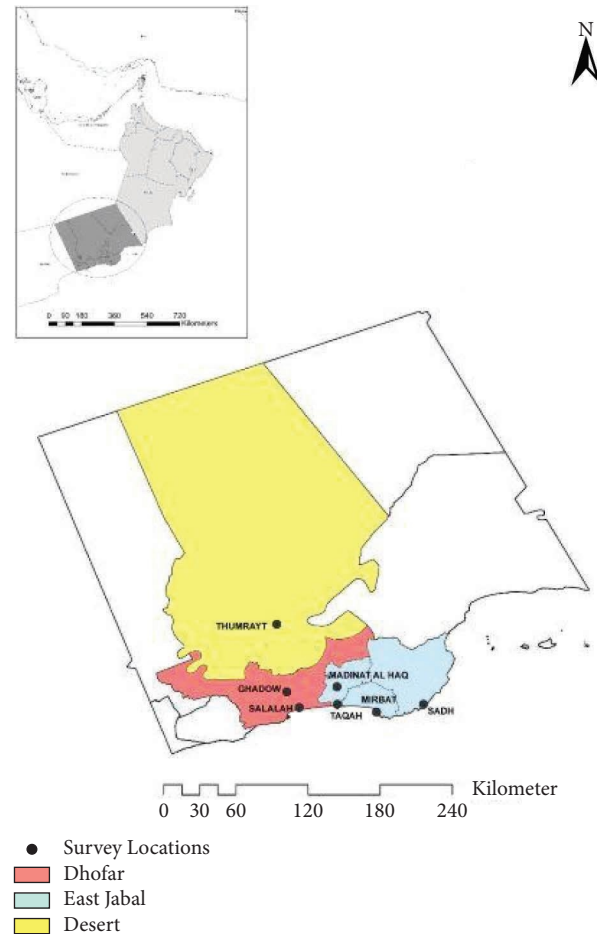 N
0 90 180 360 540 720
Kilometers
THUMRAYT
MADINAT AL HAQ
GHADOW
MIRBAT
SALALAH
TAQAH
SADH
Kilometer
0 30 60 120 180 240
Survey Locations
Dhofar
East Jabal
Desert